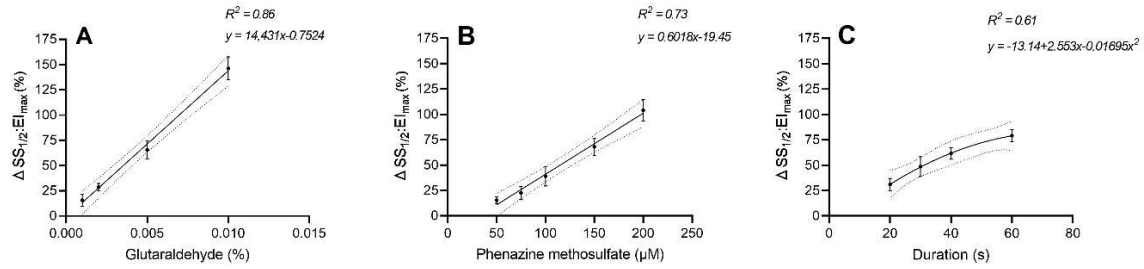 A
R² = 0.86
y = 14,431x-0.7524
Δ SS1/2:EImax (%)
175
150
125
100
75
50
25
0
0.000
0.005
0.010
0.015
Glutaraldehyde (%)
B
R² = 0.73
y = 0.6018x-19.45
Δ SS1/2:EImax (%)
175
150
125
100
75
50
25
0
0
50
100
150
200
250
Phenazine methosulfate (µM)
C
R² = 0.61
y = -13.14+2.553x-0.01695x²
Δ SS1/2:EImax (%)
175
150
125
100
75
50
25
0
0
20
40
60
80
Duration (s)